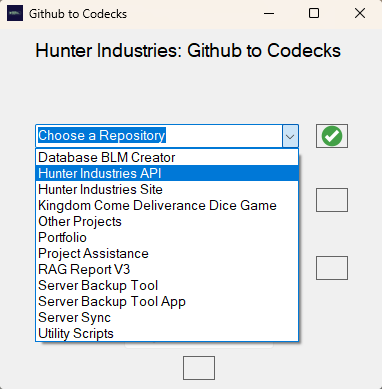 Github to Codecks
Hunter Industries: Github to Codecks
Choose a Repository
Database BLM Creator
Hunter Industries API
Hunter Industries Site
Kingdom Come Deliverance Dice Game
Other Projects
Portfolio
Project Assistance
RAG Report V3
Server Backup Tool
Server Backup Tool App
Server Sync
Utility Scripts